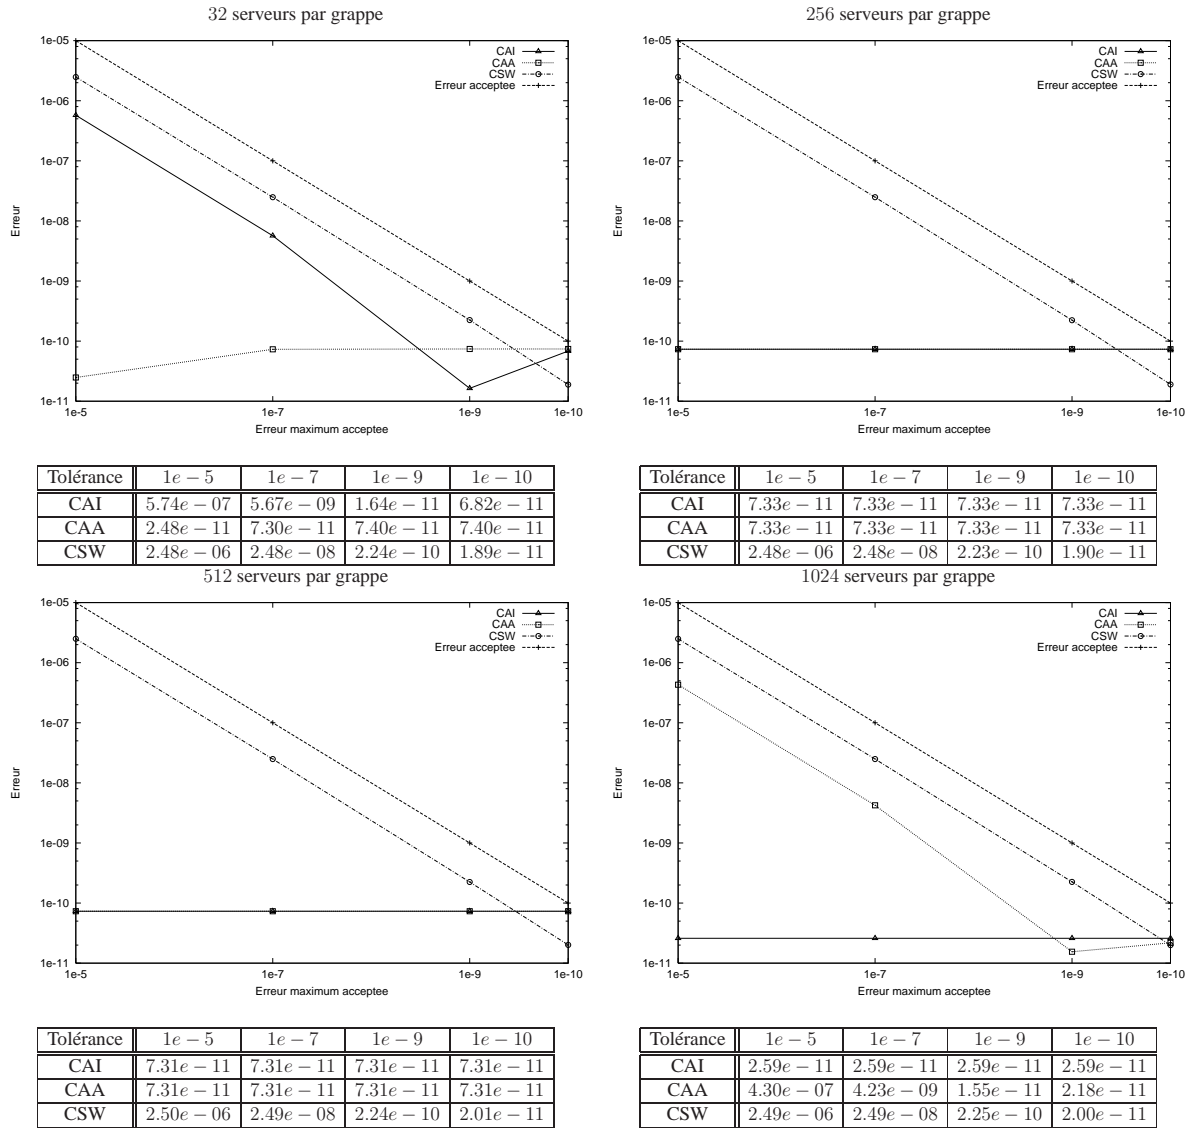 32 serveurs par grappe
1e-05
1e-06
1e-07
1e-08
1e-09
1e-10
1e-11
Erreur
CAI
CAA
CSW
Erreur acceptee
1e-5 1e-7 1e-9 1e-10
Erreur maximum acceptee
Tolérance 1e − 5 1e − 7 1e − 9 1e − 10
CAI 5.74e − 07 5.67e − 09 1.64e − 11 6.82e − 11
CAA 2.48e − 11 7.30e − 11 7.40e − 11 7.40e − 11
CSW 2.48e − 06 2.48e − 08 2.24e − 10 1.89e − 11
256 serveurs par grappe
1e-05
1e-06
1e-07
1e-08
1e-09
1e-10
1e-11
Erreur
CAI
CAA
CSW
Erreur acceptee
1e-5 1e-7 1e-9 1e-10
Erreur maximum acceptee
Tolérance 1e − 5 1e − 7 1e − 9 1e − 10
CAI 7.33e − 11 7.33e − 11 7.33e − 11 7.33e − 11
CAA 7.33e − 11 7.33e − 11 7.33e − 11 7.33e − 11
CSW 2.48e − 06 2.48e − 08 2.23e − 10 1.90e − 11
512 serveurs par grappe
1e-05
1e-06
1e-07
1e-08
1e-09
1e-10
1e-11
Erreur
CAI
CAA
CSW
Erreur acceptee
1e-5 1e-7 1e-9 1e-10
Erreur maximum acceptee
Tolérance 1e − 5 1e − 7 1e − 9 1e − 10
CAI 7.31e − 11 7.31e − 11 7.31e − 11 7.31e − 11
CAA 7.31e − 11 7.31e − 11 7.31e − 11 7.31e − 11
CSW 2.50e − 06 2.49e − 08 2.24e − 10 2.01e − 11
1024 serveurs par grappe
1e-05
1e-06
1e-07
1e-08
1e-09
1e-10
1e-11
Erreur
CAI
CAA
CSW
Erreur acceptee
1e-5 1e-7 1e-9 1e-10
Erreur maximum acceptee
Tolérance 1e − 5 1e − 7 1e − 9 1e − 10
CAI 2.59e − 11 2.59e − 11 2.59e − 11 2.59e − 11
CAA 4.30e − 07 4.23e − 09 1.55e − 11 2.18e − 11
CSW 2.49e − 06 2.49e − 08 2.25e − 10 2.00e − 11